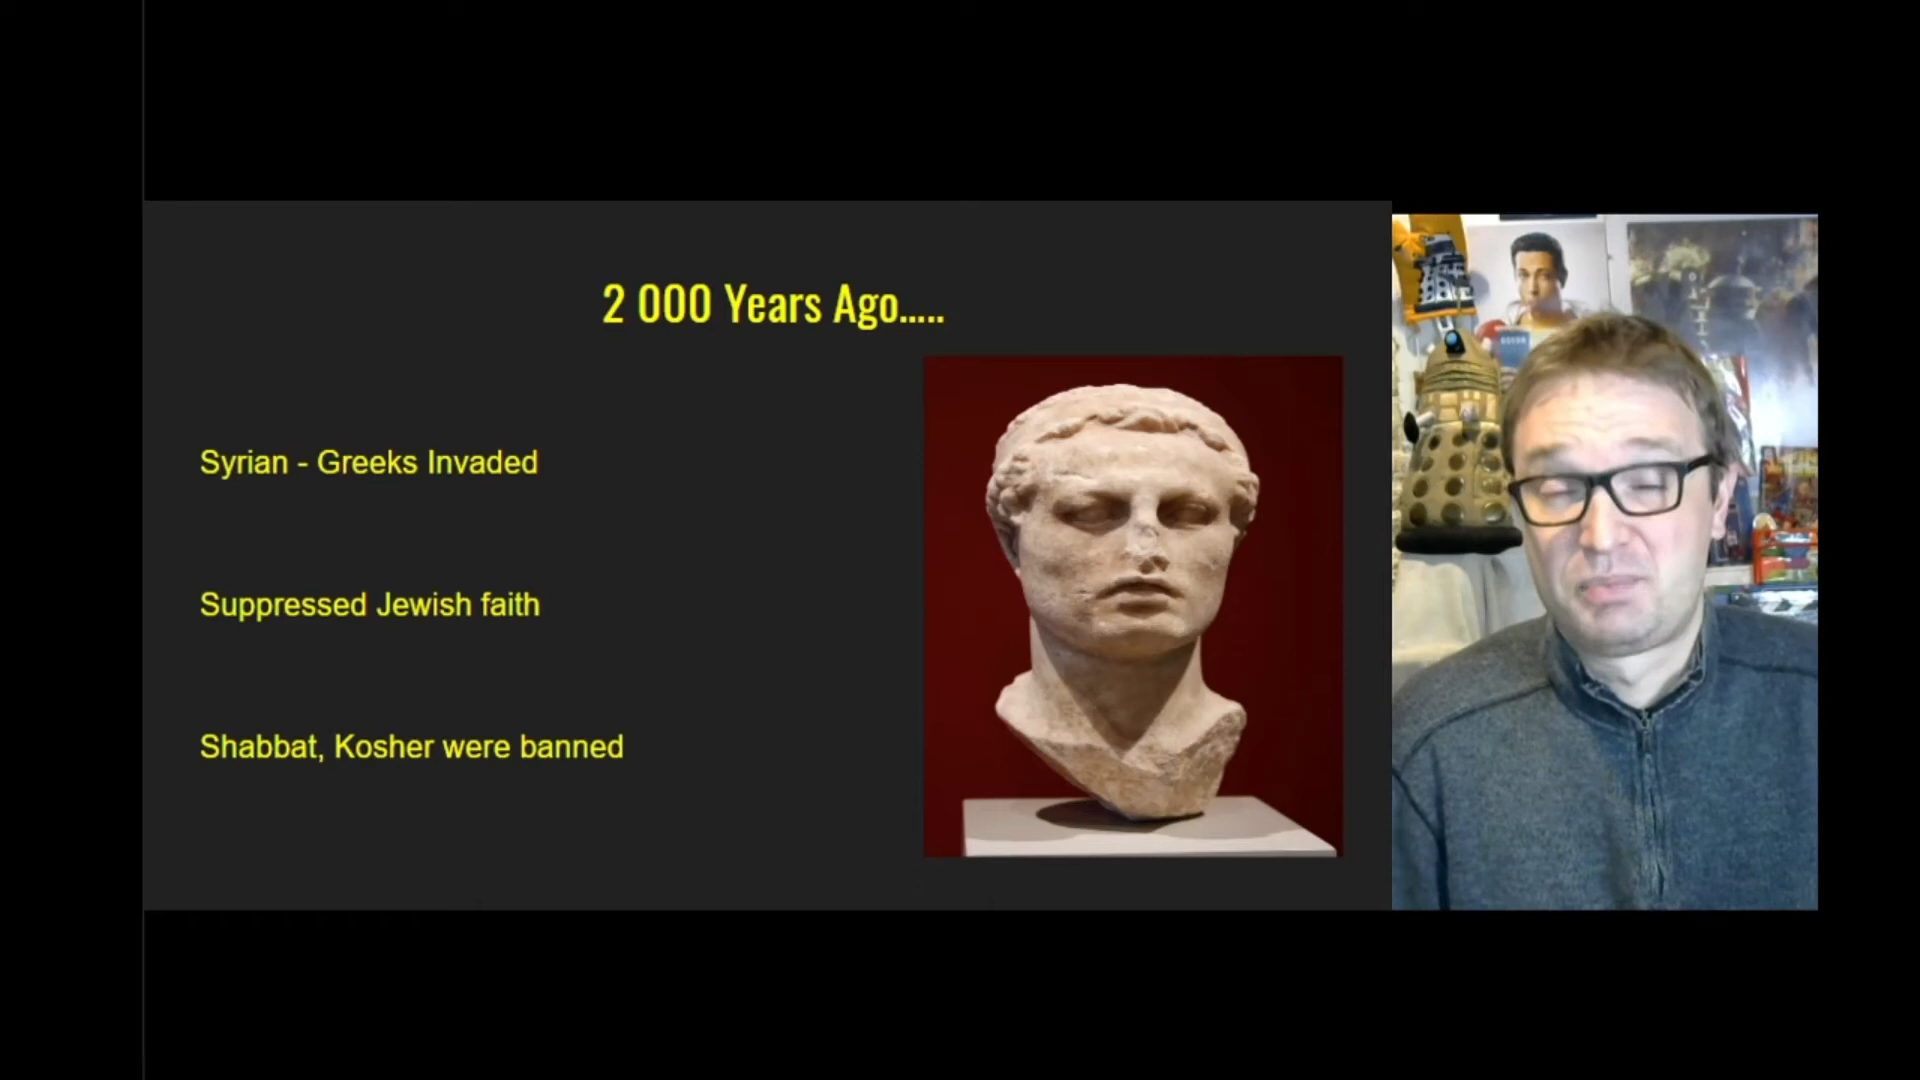 2 000 Years Ago.....
Syrian - Greeks Invaded
Suppressed Jewish faith
Shabbat, Kosher were banned